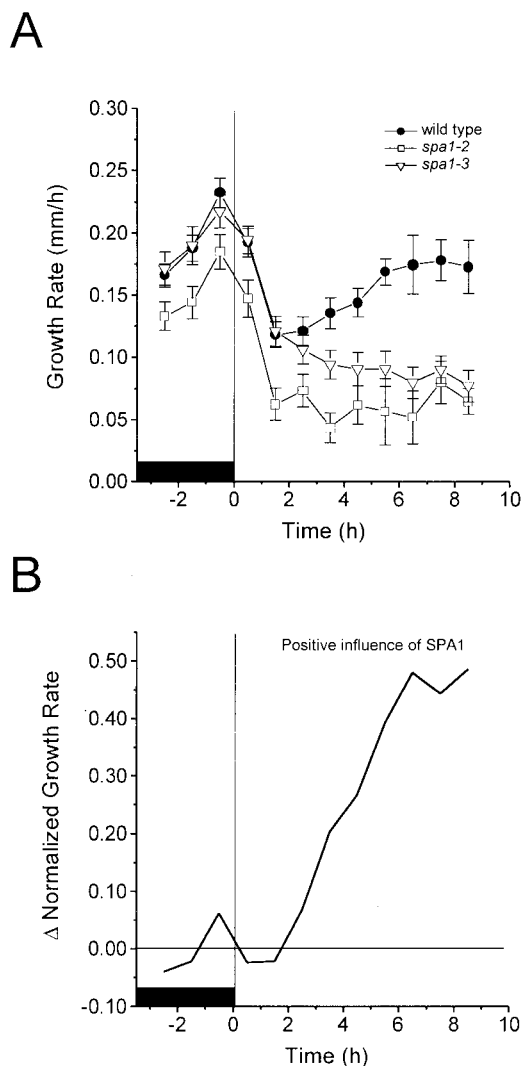 A
0.30
0.25
0.20
0.15
0.10
0.05
0.00
Growth Rate (mm/h)
wild type
spa1-2
spa1-3
-2 0 2 4 6 8 10
Time (h)
B
Positive influence of SPA1
0.50
0.40
0.30
0.20
0.10
0.00
-0.10
Δ Normalized Growth Rate
-2 0 2 4 6 8 10
Time (h)